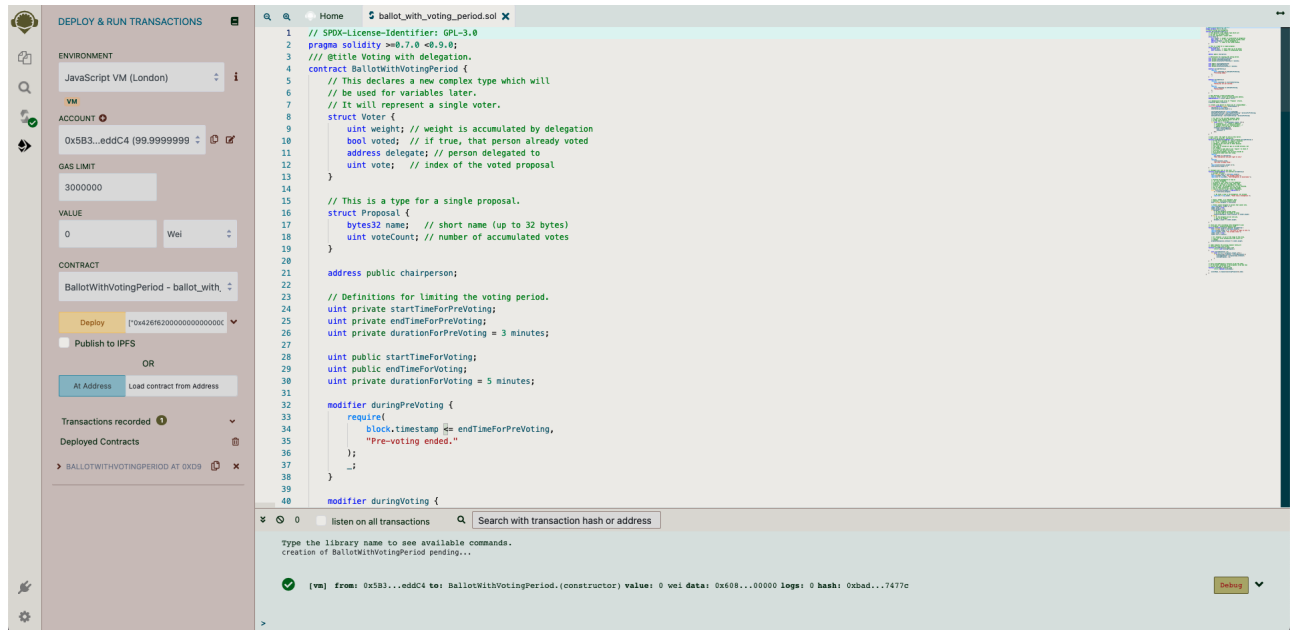 DEPLOY & RUN TRANSACTIONS
ENVIRONMENT
JavaScript VM (London)
i
VM
ACCOUNT
0x5B3...eddC4 (99.9999999
GAS LIMIT
3000000
VALUE
0
Wei
CONTRACT
BallotWithVotingPeriod - ballot_with_
Deploy
Publish to IPFS
OR
At Address
Load contract from Address
Transactions recorded 1
Deployed Contracts
BALLOTWITHVOTINGPERIOD AT 0XD9
Home
ballot_with_voting_period.sol
1 // SPDX-License-Identifier: GPL-3.0
2 pragma solidity >=0.7.0 <0.9.0;
3 /// @title Voting with delegation.
4 contract BallotWithVotingPeriod {
5 // This declares a new complex type which will
6 // be used for variables later.
7 // It will represent a single voter.
8 struct Voter {
9 uint weight; // weight is accumulated by delegation
10 bool voted; // if true, that person already voted
11 address delegate; // person delegated to
12 uint vote; // index of the voted proposal
13 }
14
15 // This is a type for a single proposal.
16 struct Proposal {
17 bytes32 name; // short name (up to 32 bytes)
18 uint voteCount; // number of accumulated votes
19 }
20
21 address public chairperson;
22
23 // Definitions for limiting the voting period.
24 uint private startTimeForPreVoting;
25 uint private endTimeForPreVoting;
26 uint private durationForPreVoting = 3 minutes;
27
28 uint public startTimeForVoting;
29 uint public endTimeForVoting;
30 uint private durationForVoting = 5 minutes;
31
32 modifier duringPreVoting {
33 require(
34 block.timestamp <= endTimeForPreVoting,
35 "Pre-voting ended."
36 );
37 _;
38 }
39
40 modifier duringVoting {
0
listen on all transactions
Search with transaction hash or address
Type the library name to see available commands.
creation of BallotWithVotingPeriod pending...
[vm] from: 0x5B3...eddC4 to: BallotWithVotingPeriod.(constructor) value: 0 wei data: 0x608...00000 logs: 0 hash: 0xbad...7477c
Debug
>